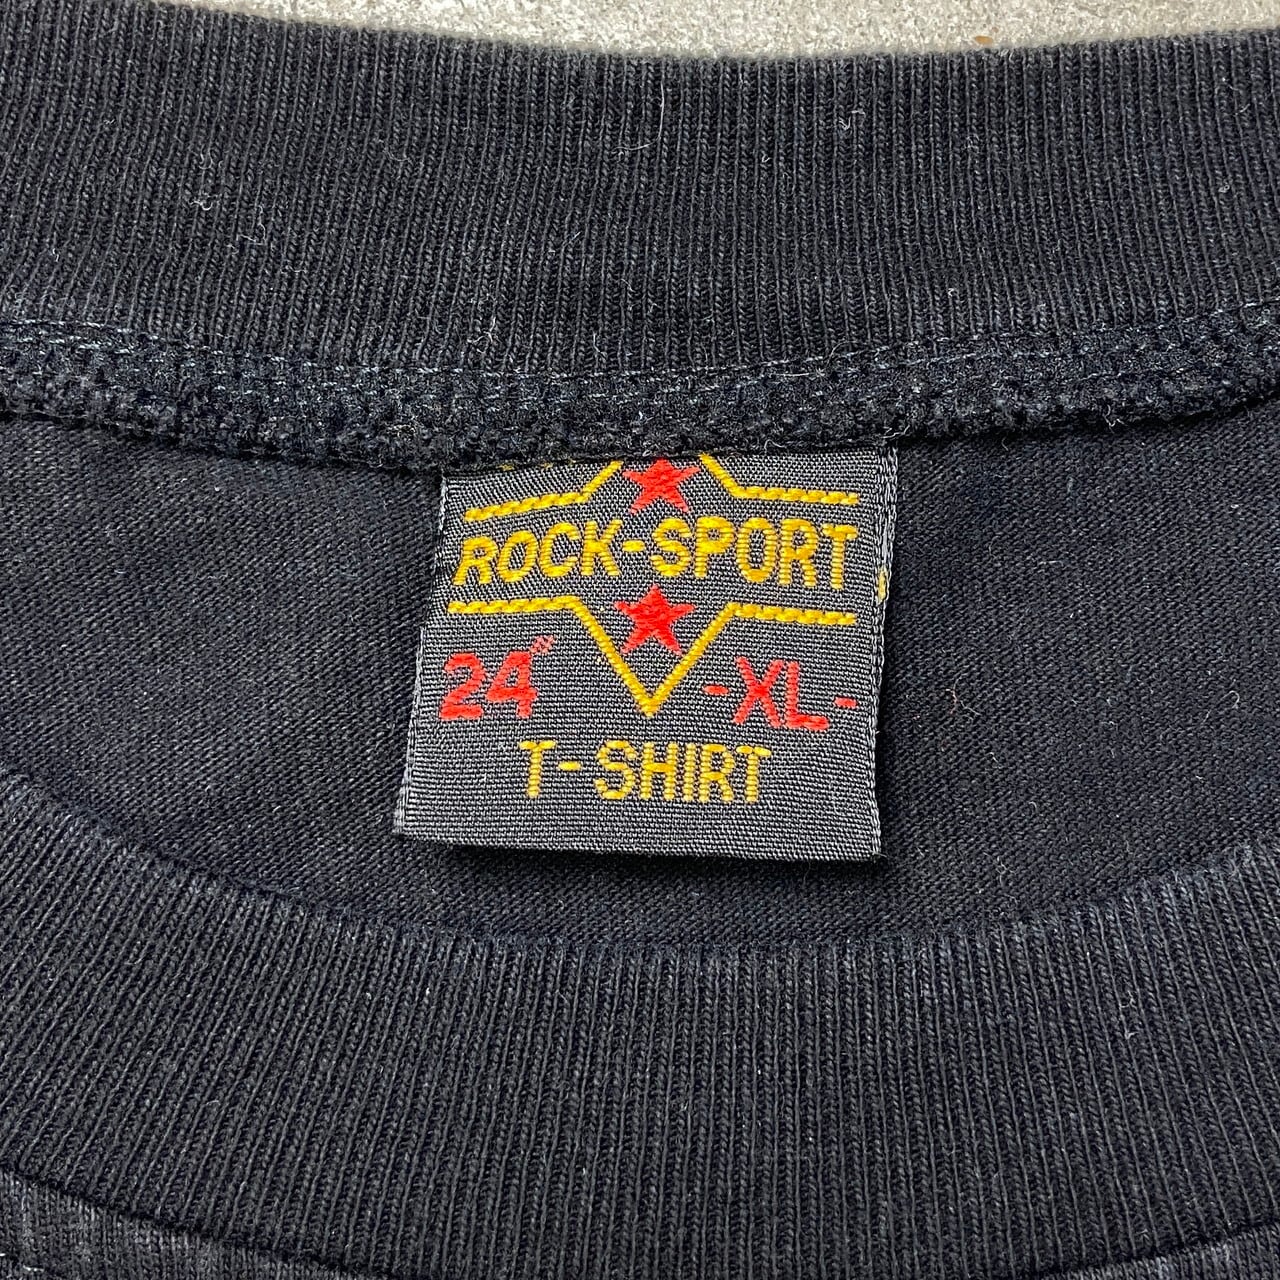 ROCK-SPORT
24" -XL-
T-SHIRT